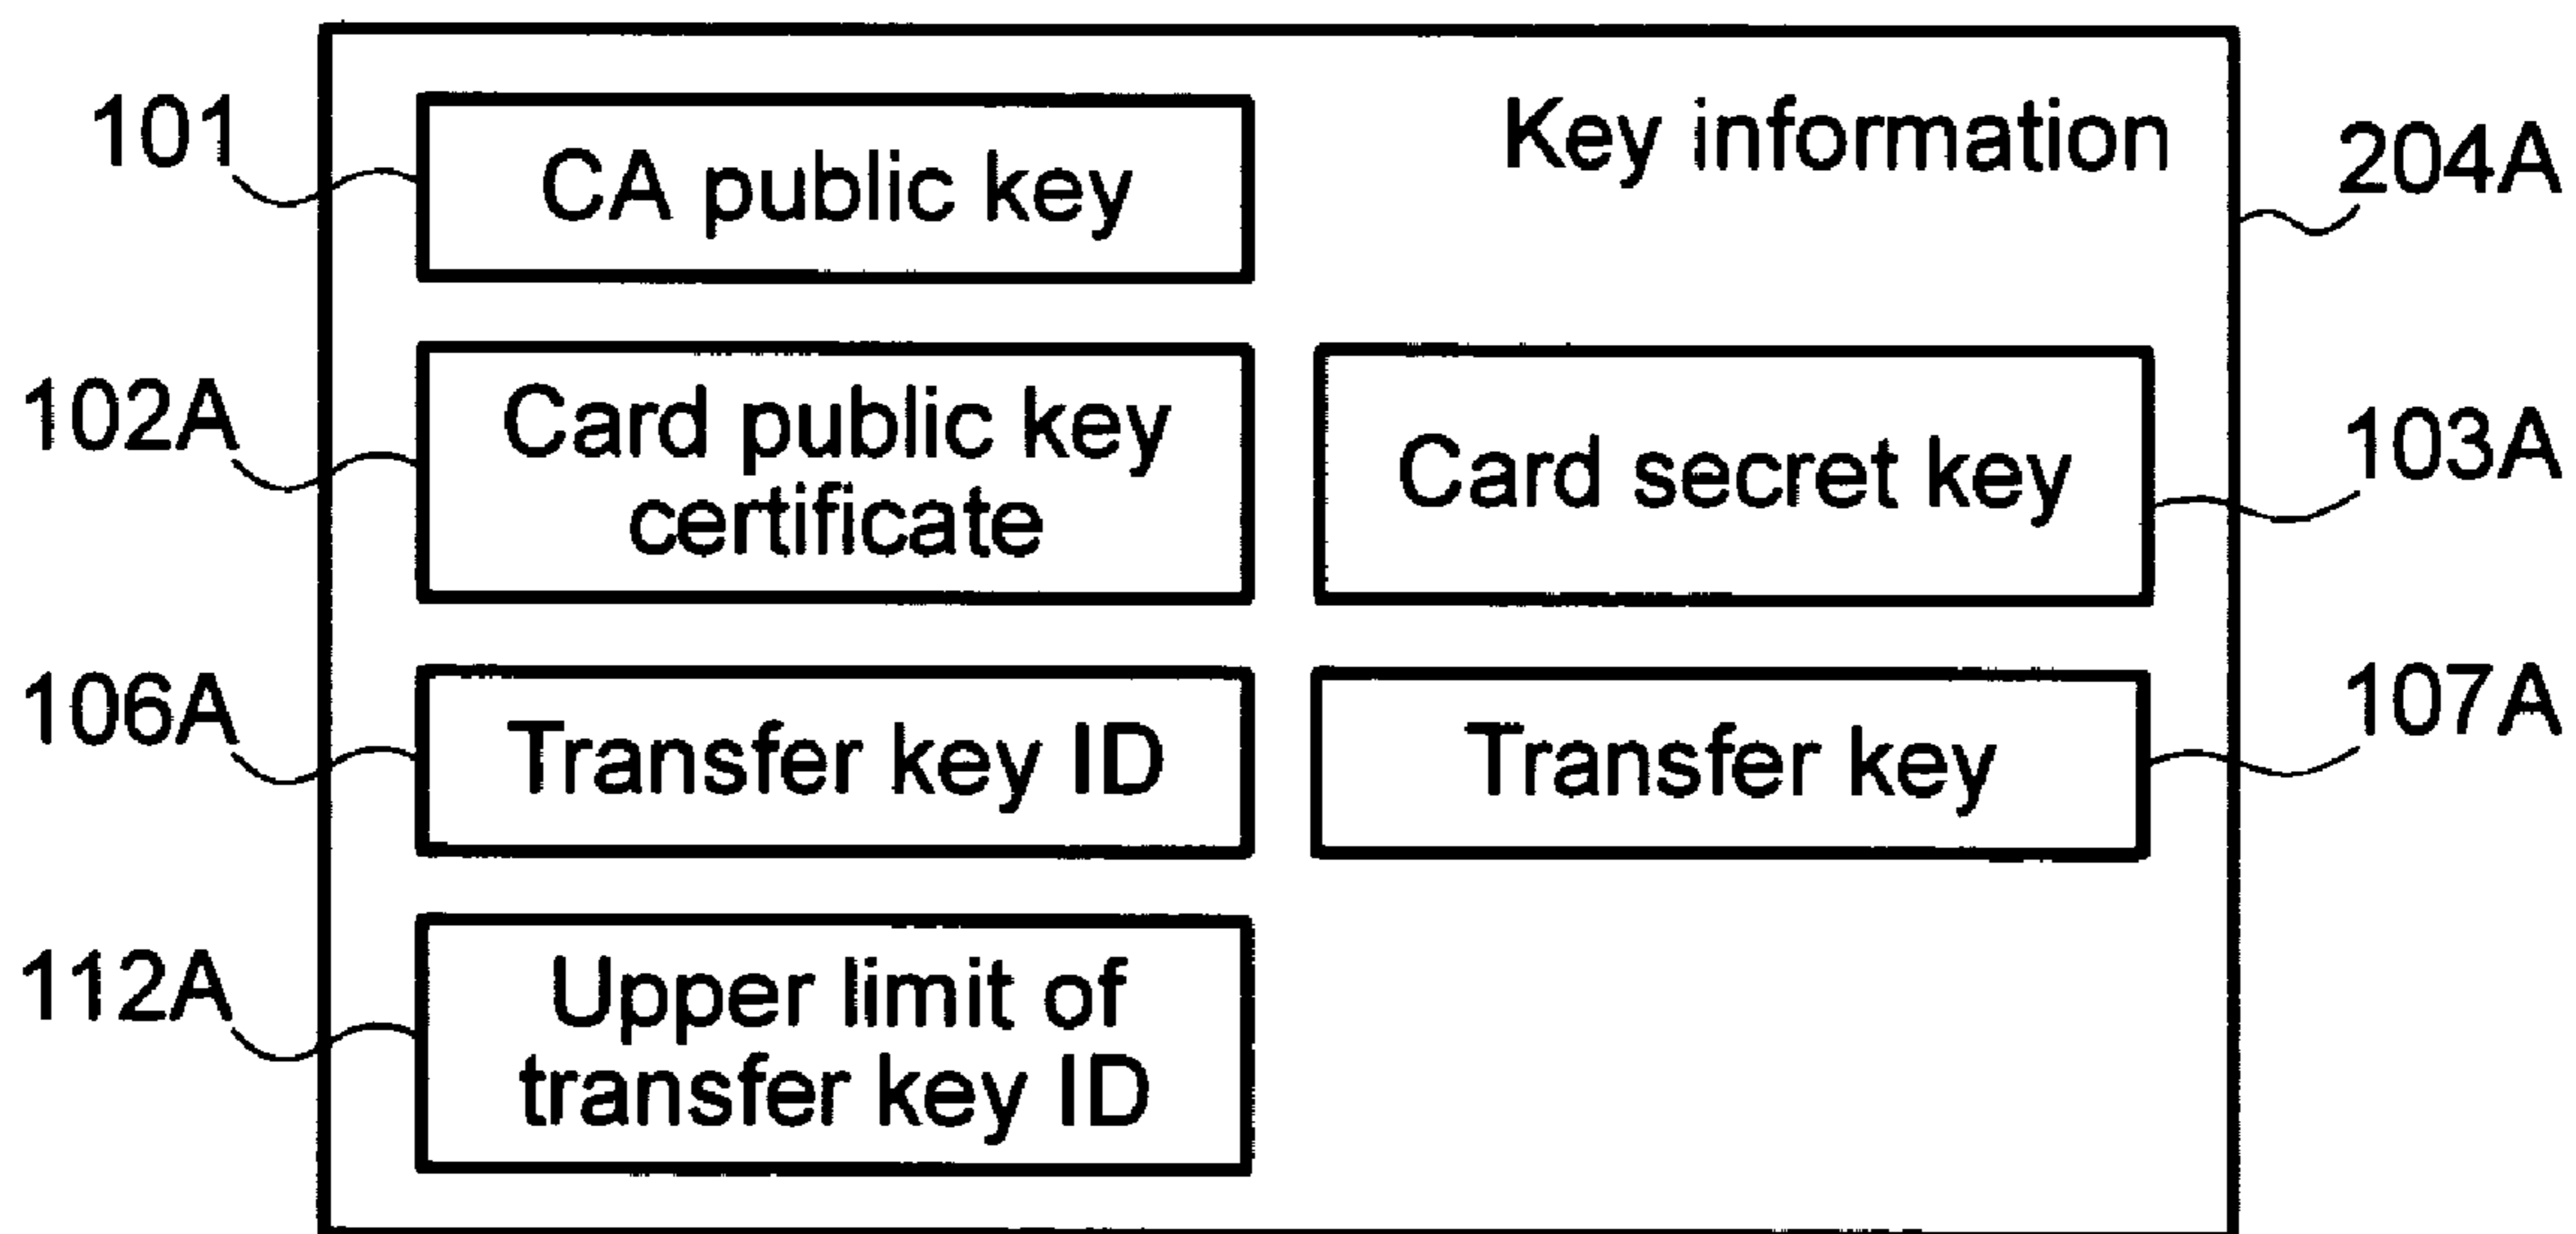 101
CA public key
Key information
204A
102A
Card public key
certificate
Card secret key
103A
106A
Transfer key ID
Transfer key
107A
112A
Upper limit of
transfer key ID